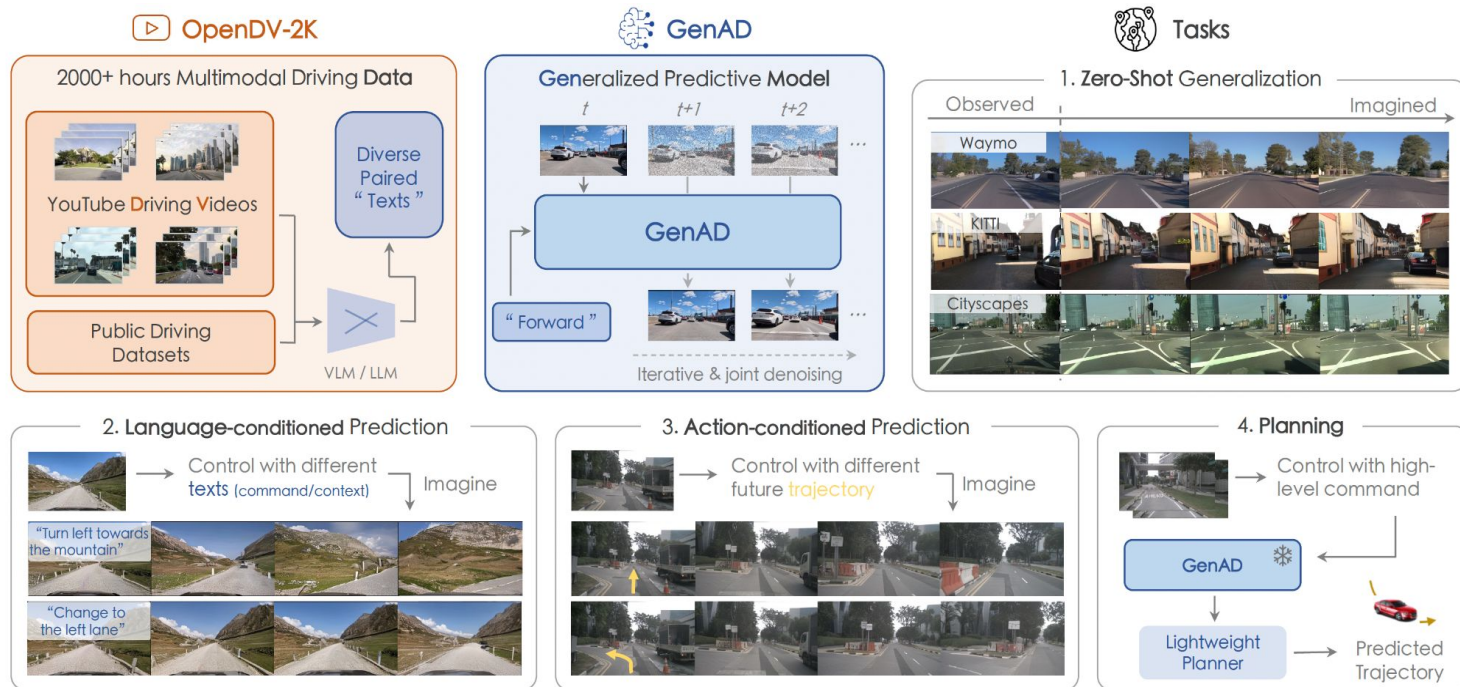 OpenDV-2K
2000+ hours Multimodal Driving Data
YouTube Driving Videos
Public Driving
Datasets
Diverse
Paired
“ Texts ”
VLM / LLM
GenAD
Generalized Predictive Model
t
t+1
t+2
...
GenAD
“ Forward ”
...
Iterative & joint denoising
Tasks
1. Zero-Shot Generalization
Observed
Imagined
Waymo
KITTI
Cityscapes
2. Language-conditioned Prediction
Control with different
texts (command/context)
Imagine
“Turn left towards
the mountain”
“Change to
the left lane”
3. Action-conditioned Prediction
Control with different
future trajectory
Imagine
4. Planning
Control with high-
level command
GenAD
Lightweight
Planner
Predicted
Trajectory